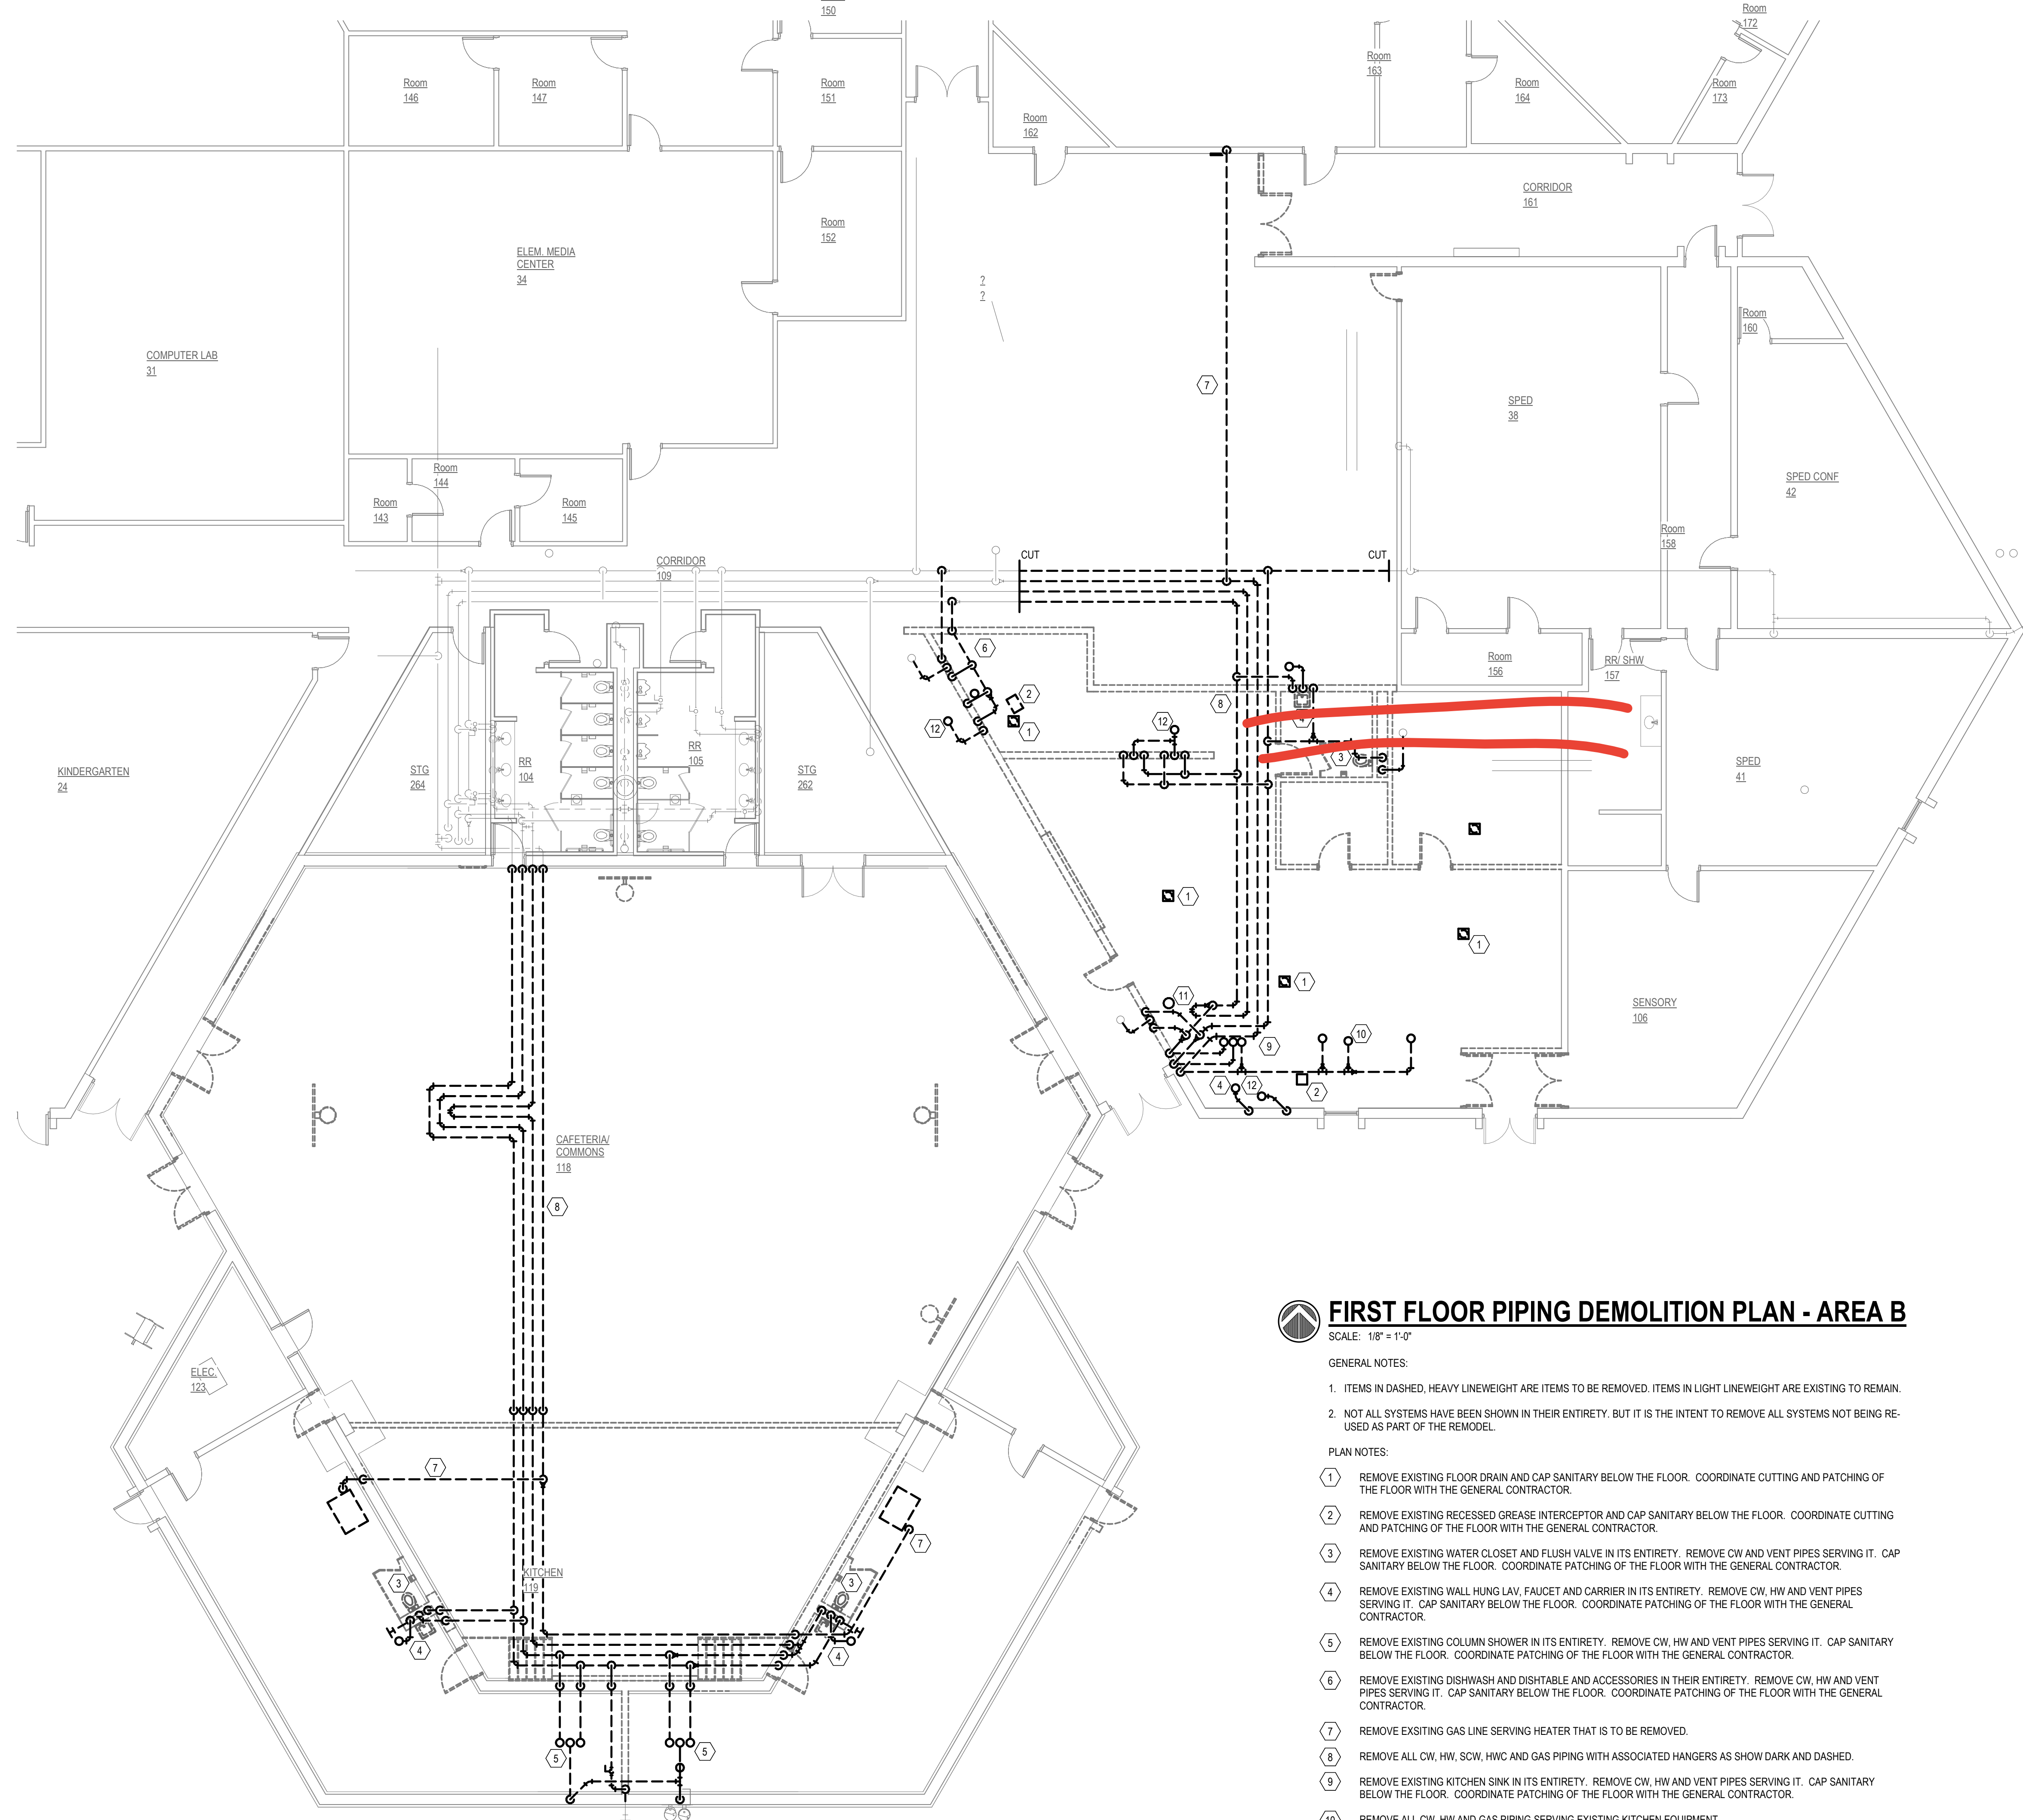 150
Room
172
Room
146
Room
147
Room
151
Room
163
Room
164
Room
173
Room
162
CORRIDOR
161
Room
152
ELEM. MEDIA
CENTER
34
?
?
Room
160
COMPUTER LAB
31
7
SPED
38
SPED CONF
42
Room
144
Room
143
Room
145
Room
158
CUT
CUT
CORRIDOR
109
6
Room
156
RR/ SHW
157
2
8
4
12
1
12
3
RR
105
RR
104
STG
264
STG
262
KINDERGARTEN
24
SPED
41
1
1
1
11
SENSORY
106
10
9
4
12
2
CAFETERIA/
COMMONS
118
8
ELEC.
123
7
7
KITCHEN
119
3
3
4
4
5
5
FIRST FLOOR PIPING DEMOLITION PLAN - AREA B
SCALE: 1/8" = 1'-0"
GENERAL NOTES:
1. ITEMS IN DASHED, HEAVY LINEWEIGHT ARE ITEMS TO BE REMOVED. ITEMS IN LIGHT LINEWEIGHT ARE EXISTING TO REMAIN.
2. NOT ALL SYSTEMS HAVE BEEN SHOWN IN THEIR ENTIRETY. BUT IT IS THE INTENT TO REMOVE ALL SYSTEMS NOT BEING RE-
USED AS PART OF THE REMODEL.
PLAN NOTES:
1 REMOVE EXISTING FLOOR DRAIN AND CAP SANITARY BELOW THE FLOOR. COORDINATE CUTTING AND PATCHING OF
THE FLOOR WITH THE GENERAL CONTRACTOR.
2 REMOVE EXISTING RECESSED GREASE INTERCEPTOR AND CAP SANITARY BELOW THE FLOOR. COORDINATE CUTTING
AND PATCHING OF THE FLOOR WITH THE GENERAL CONTRACTOR.
3 REMOVE EXISTING WATER CLOSET AND FLUSH VALVE IN ITS ENTIRETY. REMOVE CW AND VENT PIPES SERVING IT. CAP
SANITARY BELOW THE FLOOR. COORDINATE PATCHING OF THE FLOOR WITH THE GENERAL CONTRACTOR.
4 REMOVE EXISTING WALL HUNG LAV, FAUCET AND CARRIER IN ITS ENTIRETY. REMOVE CW, HW AND VENT PIPES
SERVING IT. CAP SANITARY BELOW THE FLOOR. COORDINATE PATCHING OF THE FLOOR WITH THE GENERAL
CONTRACTOR.
5 REMOVE EXISTING COLUMN SHOWER IN ITS ENTIRETY. REMOVE CW, HW AND VENT PIPES SERVING IT. CAP SANITARY
BELOW THE FLOOR. COORDINATE PATCHING OF THE FLOOR WITH THE GENERAL CONTRACTOR.
6 REMOVE EXISTING DISHWASH AND DISHTABLE AND ACCESSORIES IN THEIR ENTIRETY. REMOVE CW, HW AND VENT
PIPES SERVING IT. CAP SANITARY BELOW THE FLOOR. COORDINATE PATCHING OF THE FLOOR WITH THE GENERAL
CONTRACTOR.
7 REMOVE EXSITING GAS LINE SERVING HEATER THAT IS TO BE REMOVED.
8 REMOVE ALL CW, HW, SCW, HWC AND GAS PIPING WITH ASSOCIATED HANGERS AS SHOW DARK AND DASHED.
9 REMOVE EXISTING KITCHEN SINK IN ITS ENTIRETY. REMOVE CW, HW AND VENT PIPES SERVING IT. CAP SANITARY
BELOW THE FLOOR. COORDINATE PATCHING OF THE FLOOR WITH THE GENERAL CONTRACTOR.
10 REMOVE ALL CW, HW AND GAS PIPING SERVING EXISTING KITCHEN EQUIPMENT